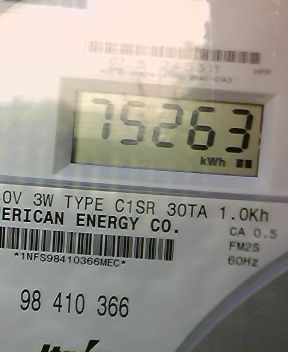 75263
kWh
0V 3W TYPE C1SR 30TA 1.0Kh
ERICAN ENERGY CO.
CA 0.5
FM2S
*1NFS98410366MEC*
60Hz
98 410 366